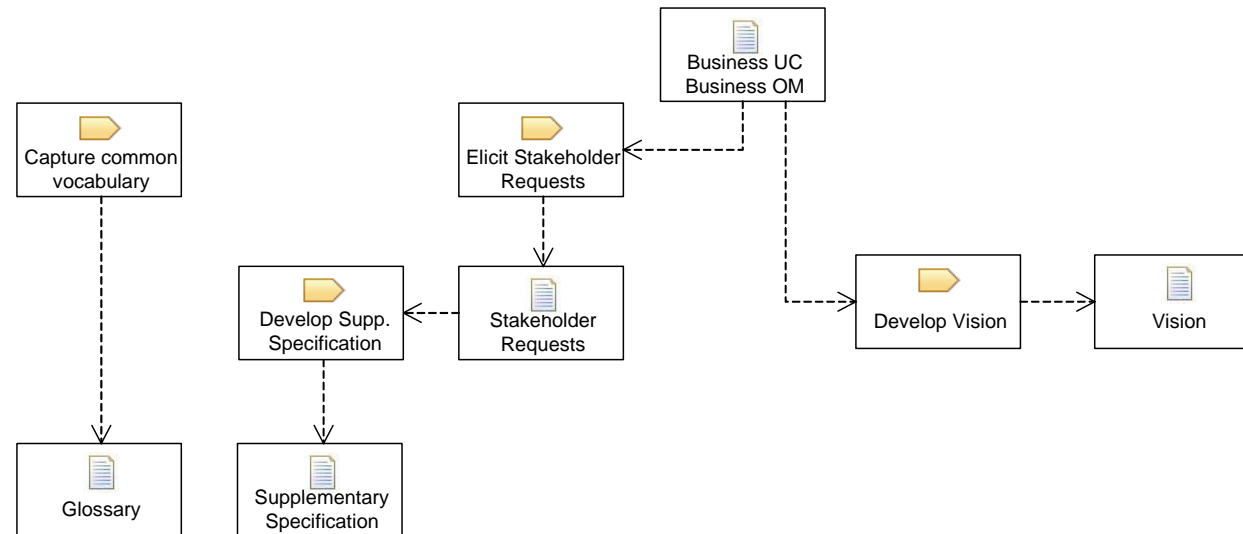 Business UC
Business OM
Capture common
vocabulary
Elicit Stakeholder
Requests
Develop Supp.
Specification
Stakeholder
Requests
Develop Vision
Vision
Glossary
Supplementary
Specification